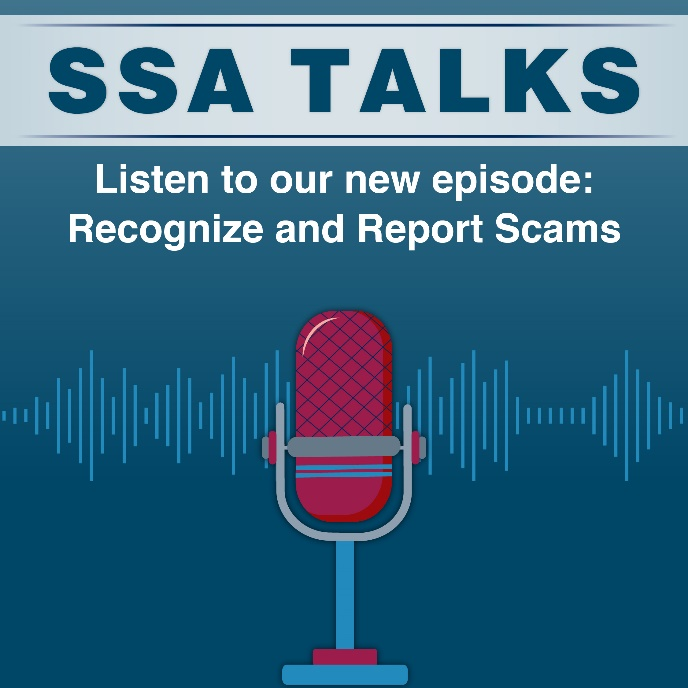 SSA TALKS
Listen to our new episode:
Recognize and Report Scams